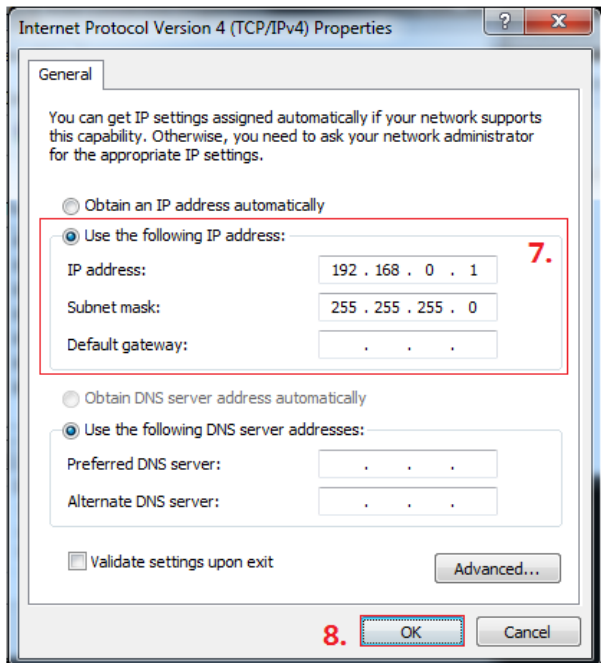 Internet Protocol Version 4 (TCP/IPv4) Properties
?
X
General
You can get IP settings assigned automatically if your network supports
this capability. Otherwise, you need to ask your network administrator
for the appropriate IP settings.
Obtain an IP address automatically
Use the following IP address:
7.
IP address: 192 . 168 . 0 . 1
Subnet mask: 255 . 255 . 255 . 0
Default gateway: . . .
Obtain DNS server address automatically
Use the following DNS server addresses:
Preferred DNS server: . . .
Alternate DNS server: . . .
Validate settings upon exit
Advanced...
8. OK Cancel